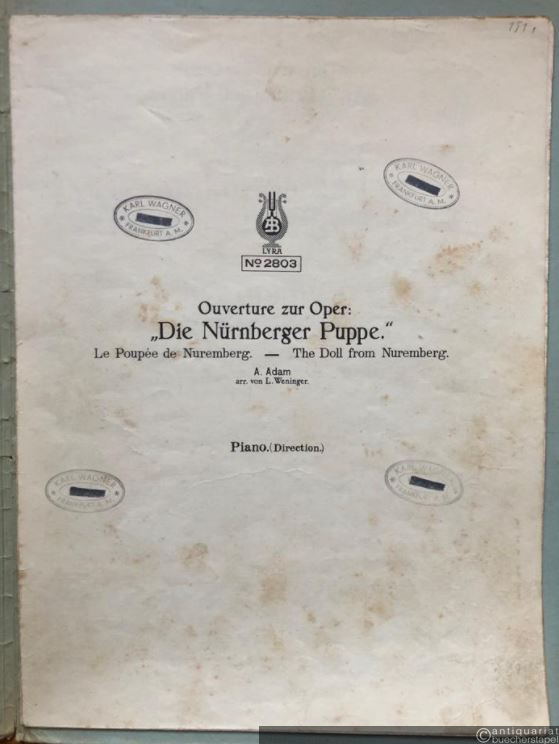 191,
KARL WAGNER
FRANKFURT A. M.
KARL WAGNER
FRANKFURT A. M.
LYRA
No 2803
Ouverture zur Oper:
„Die Nürnberger Puppe.“
Le Poupée de Nuremberg. — The Doll from Nuremberg.
A. Adam
arr. von L. Weninger.
Piano.(Direction.)
KARL WAGNER
FRANKFURT A. M.
KARL WAGNER
FRANKFURT A. M.
©antiquariat
buecherstapel